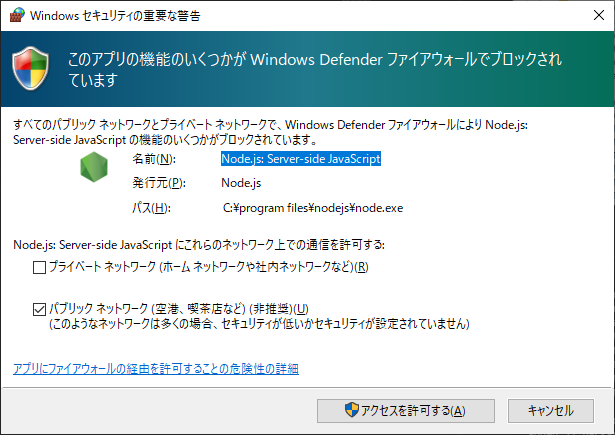 Windows セキュリティの重要な警告
このアプリの機能のいくつかが Windows Defender ファイアウォールでブロックされ
ています
すべてのパブリック ネットワークとプライベート ネットワークで、Windows Defender ファイアウォールにより Node.js:
Server-side JavaScript の機能のいくつかがブロックされています。
名前(N): Node.js: Server-side JavaScript
発行元(P): Node.js
パス(H): C:¥program files¥nodejs¥node.exe
Node.js: Server-side JavaScript にこれらのネットワーク上での通信を許可する:
プライベート ネットワーク (ホーム ネットワークや社内ネットワークなど)(R)
パブリック ネットワーク (空港、喫茶店など) (非推奨)(U)
(このようなネットワークは多くの場合、セキュリティが低いかセキュリティが設定されていません)
アプリにファイアウォールの経由を許可することの危険性の詳細
アクセスを許可する(A) キャンセル